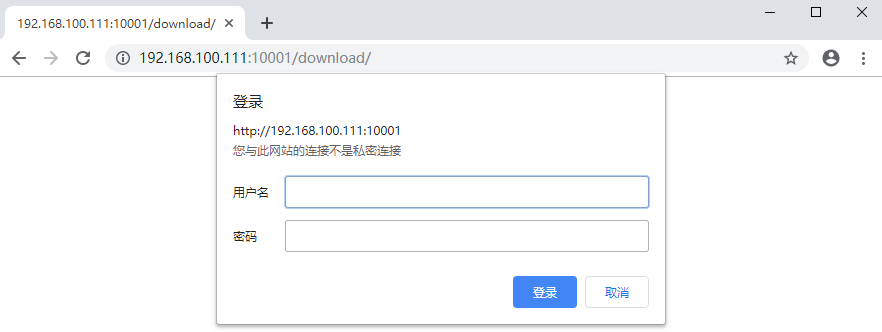 192.168.100.111:10001/download/
192.168.100.111:10001/download/
登录
http://192.168.100.111:10001
您与此网站的连接不是私密连接
用户名
密码
登录
取消